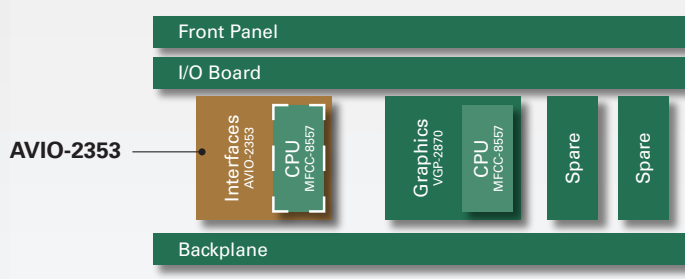 Front Panel
I/O Board
AVIO-2353
Interfaces
AVIO-2353
CPU
MFCC-8557
Graphics
VGP-2870
CPU
MFCC-8557
Spare
Spare
Backplane